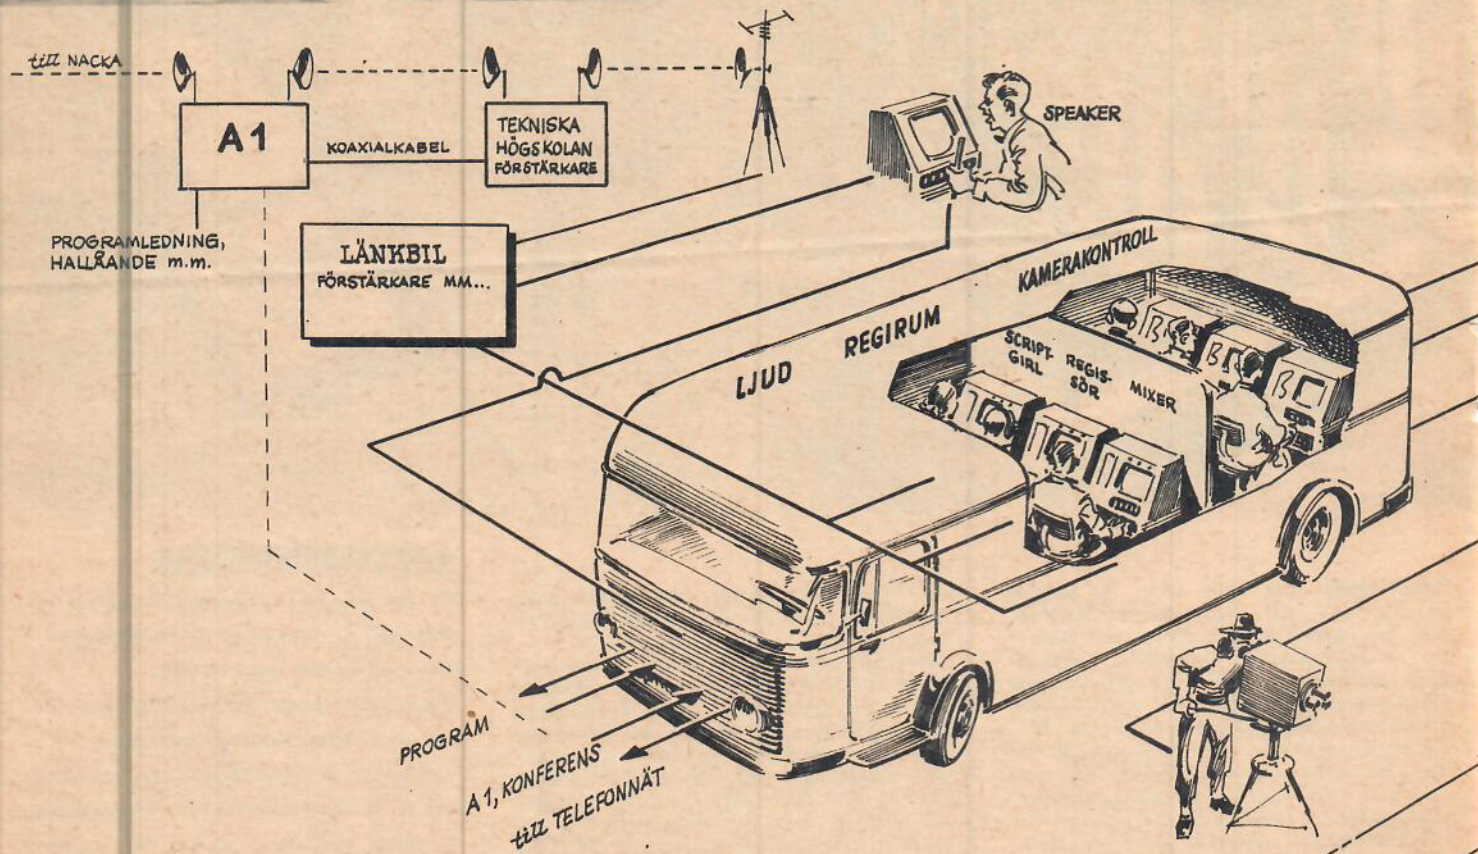 till NACKA
A1
KOAXIALKABEL
TEKNISKA
HÖGSKOLAN
FÖRSTÄRKARE
SPEAKER
PROGRAMLEDNING,
HALLÅANDE m.m.
LÄNKBIL
FÖRSTÄRKARE MM...
LJUD REGIRUM KAMERAKONTROLL
SCRIPT-
GIRL
REGIS-
SÖR
MIXER
PROGRAM
A1, KONFERENS
till TELEFONNÄT